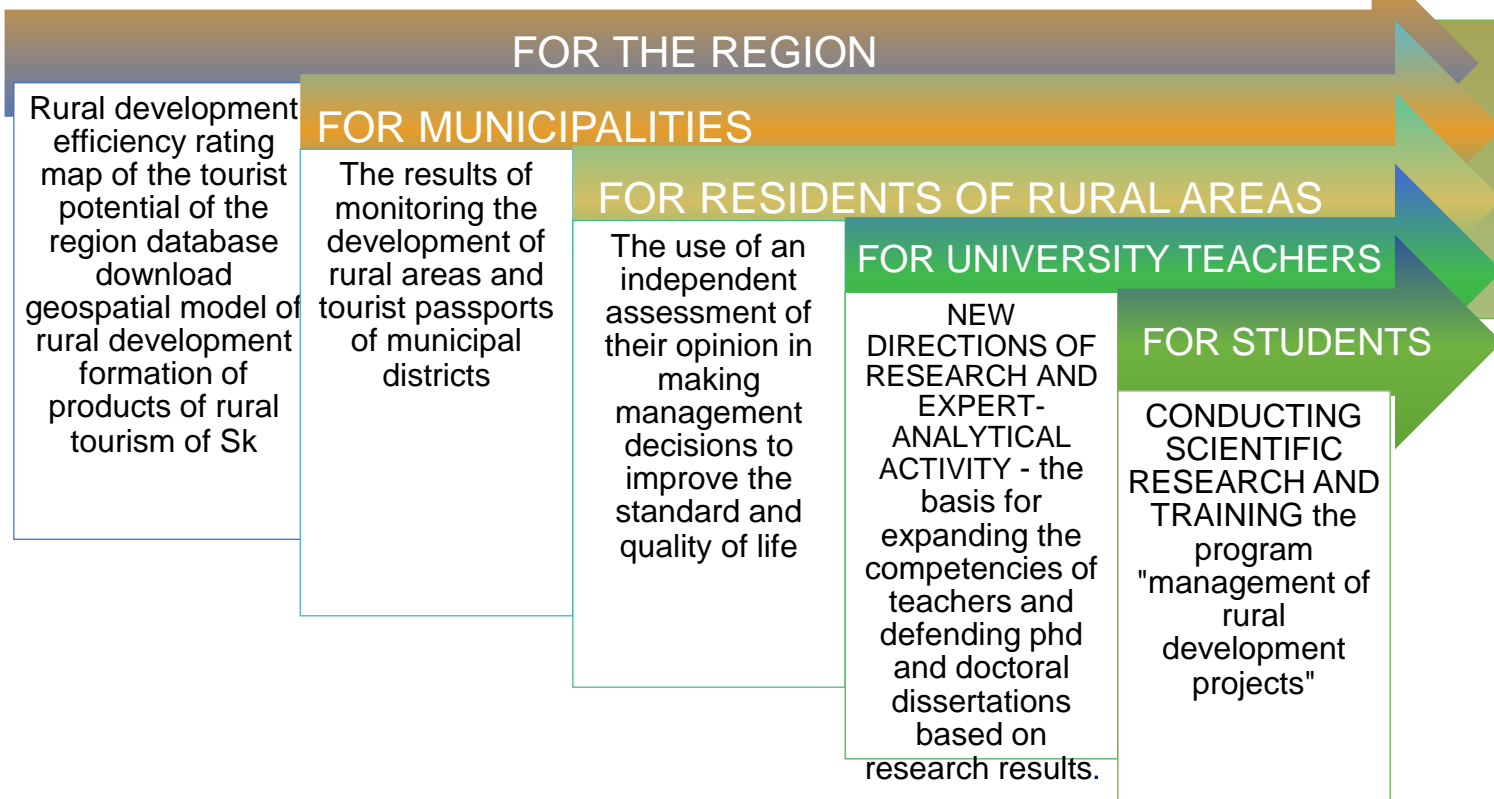 FOR THE REGION
Rural development
efficiency rating
map of the tourist
potential of the
region database
download
geospatial model of
rural development
formation of
products of rural
tourism of Sk
FOR MUNICIPALITIES
The results of
monitoring the
development of
rural areas and
tourist passports
of municipal
districts
FOR RESIDENTS OF RURAL AREAS
The use of an
independent
assessment of
their opinion in
making
management
decisions to
improve the
standard and
quality of life
FOR UNIVERSITY TEACHERS
NEW
DIRECTIONS OF
RESEARCH AND
EXPERT-
ANALYTICAL
ACTIVITY - the
basis for
expanding the
competencies of
teachers and
defending phd
and doctoral
dissertations
based on
research results.
FOR STUDENTS
CONDUCTING
SCIENTIFIC
RESEARCH AND
TRAINING the
program
"management of
rural
development
projects"